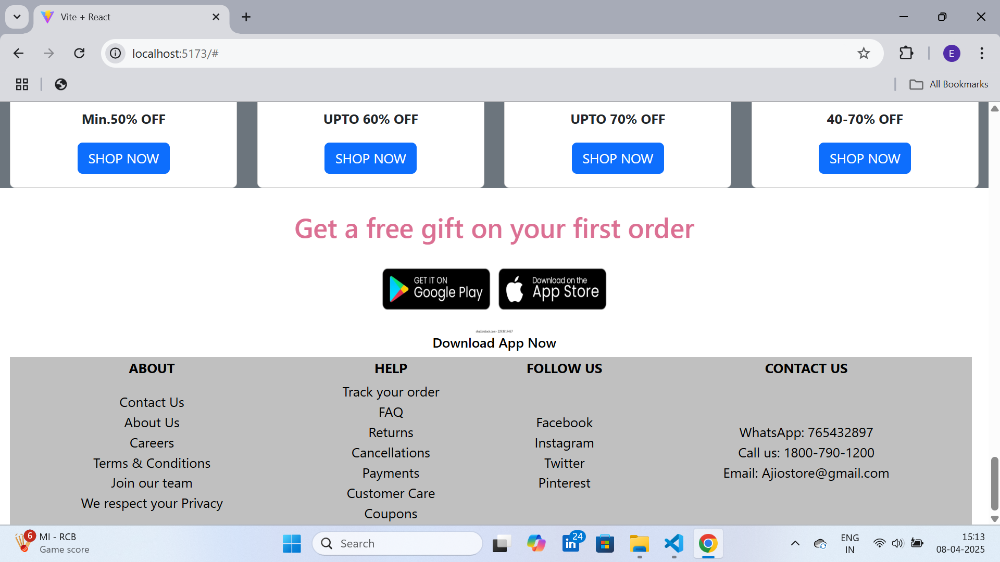 Vite + React
localhost:5173/#
E
All Bookmarks
Min.50% OFF
UPTO 60% OFF
UPTO 70% OFF
40-70% OFF
SHOP NOW
SHOP NOW
SHOP NOW
SHOP NOW
Get a free gift on your first order
GET IT ON
Google Play
Download on the
App Store
shutterstock.com · 2293917457
Download App Now
ABOUT
Contact Us
About Us
Careers
Terms & Conditions
Join our team
We respect your Privacy
HELP
Track your order
FAQ
Returns
Cancellations
Payments
Customer Care
Coupons
FOLLOW US
Facebook
Instagram
Twitter
Pinterest
CONTACT US
WhatsApp: 765432897
Call us: 1800-790-1200
Email: Ajiostore@gmail.com
6
MI - RCB
Game score
Search
24
in
ENG
IN
15:13
08-04-2025